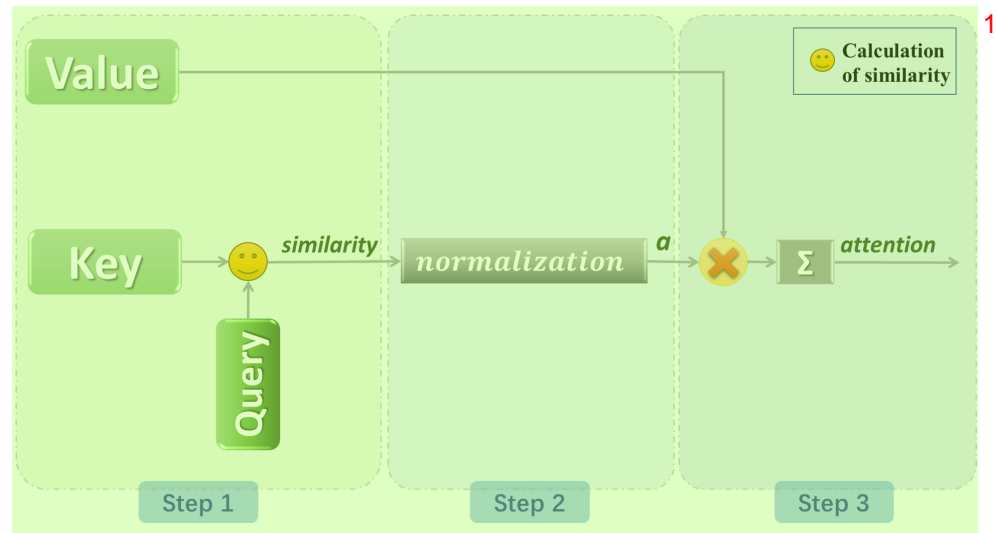 1
Value
Calculation
of similarity
Key
similarity
normalization
a
Σ
attention
Query
Step 1
Step 2
Step 3